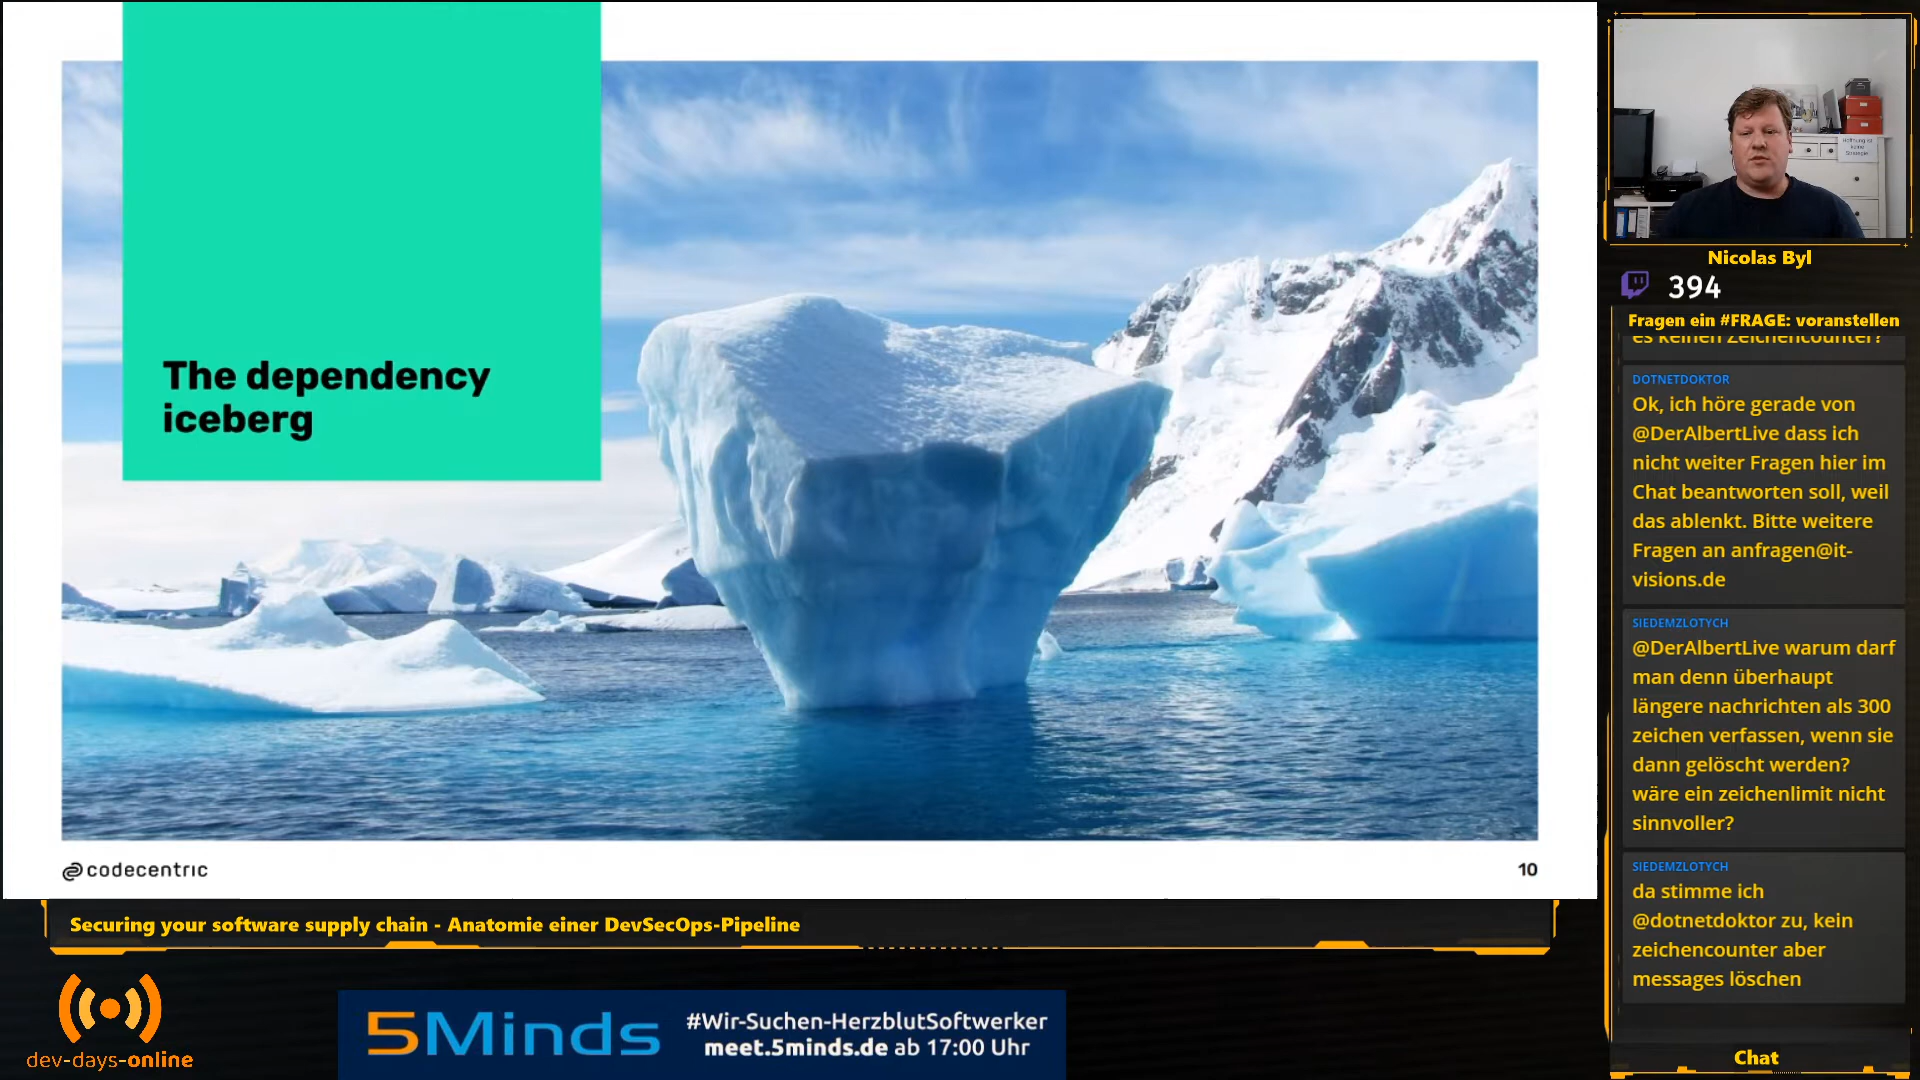 The dependency
iceberg
codecentric
10
Nicolas Byl
394
Fragen ein #FRAGE: voranstellen
es keinen Zeichencounter?
DOTNETDOKTOR
Ok, ich höre gerade von
@DerAlbertLive dass ich
nicht weiter Fragen hier im
Chat beantworten soll, weil
das ablenkt. Bitte weitere
Fragen an anfragen@it-
visions.de
SIEDEMZLOTYCH
@DerAlbertLive warum darf
man denn überhaupt
längere nachrichten als 300
zeichen verfassen, wenn sie
dann gelöscht werden?
wäre ein zeichenlimit nicht
sinnvoller?
SIEDEMZLOTYCH
da stimme ich
@dotnetdoktor zu, kein
zeichencounter aber
messages löschen
Chat
Securing your software supply chain - Anatomie einer DevSecOps-Pipeline
dev-days-online
5Minds
#Wir-Suchen-HerzblutSoftwerker
meet.5minds.de ab 17:00 Uhr